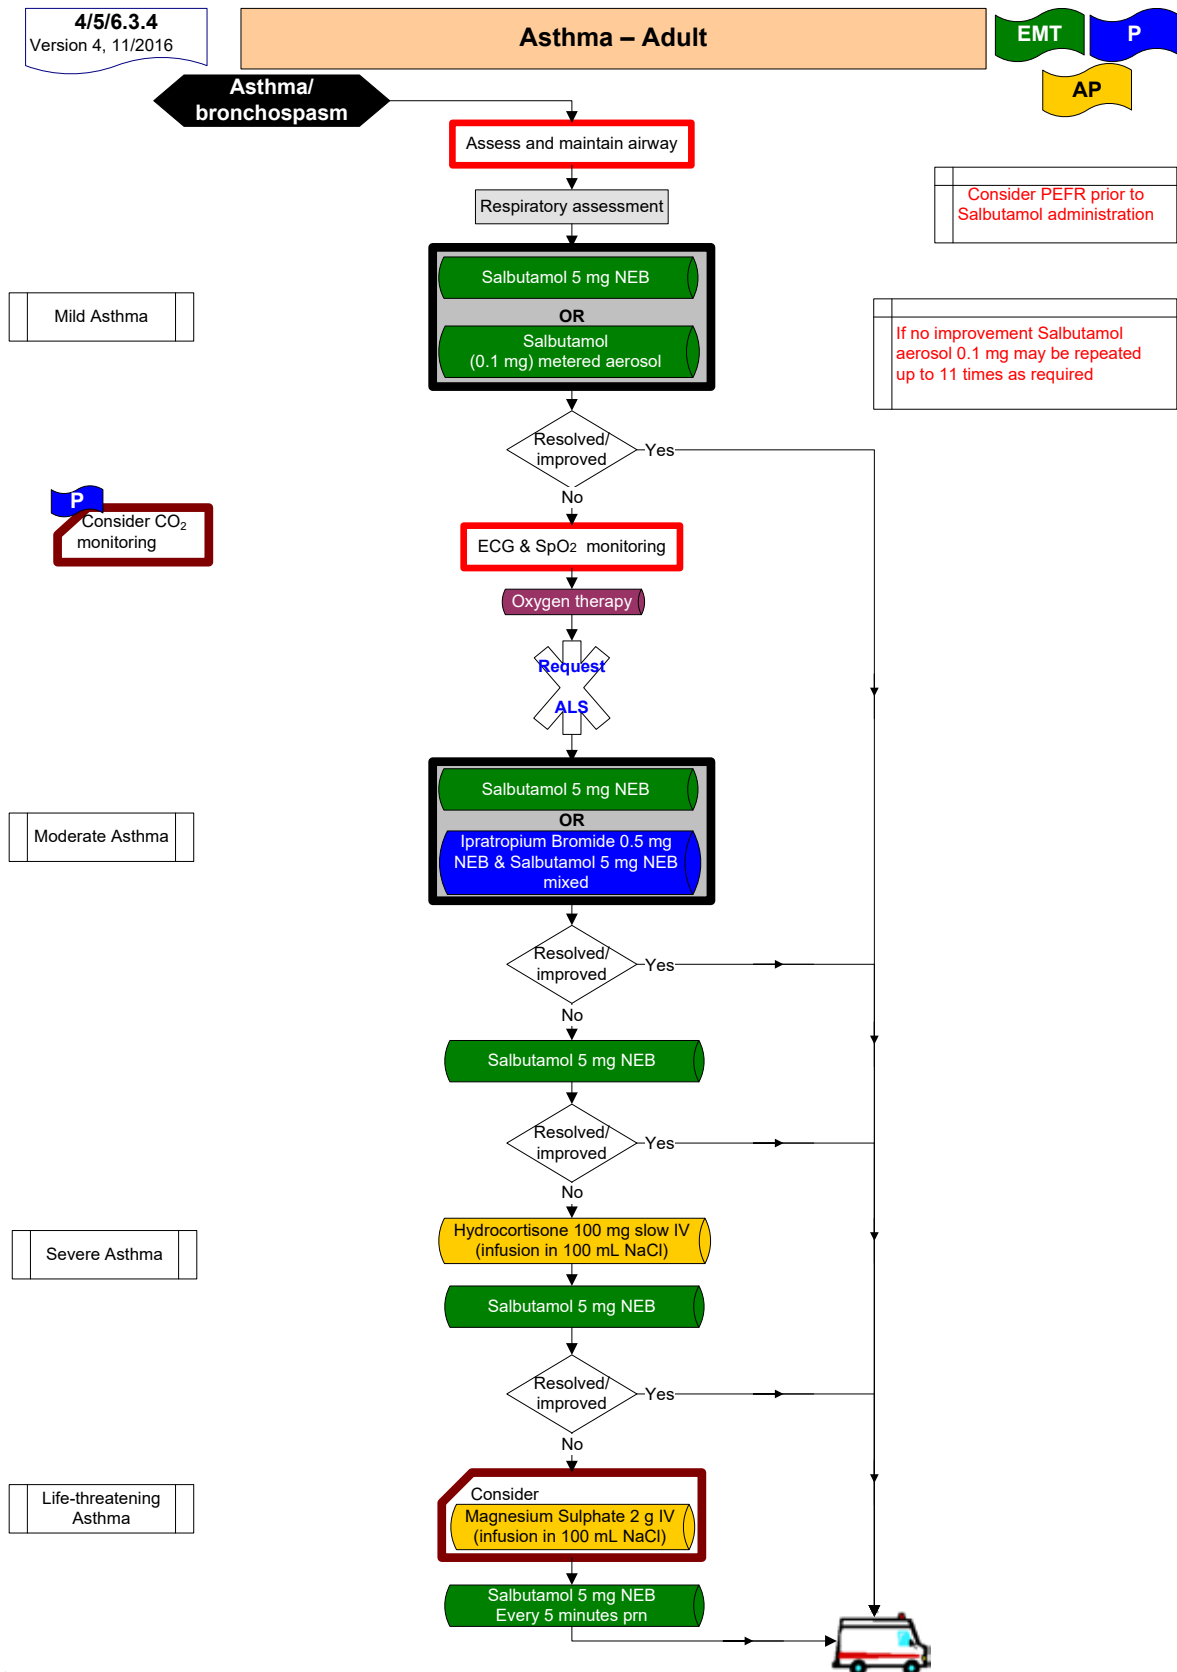 4/5/6.3.4
Version 4, 11/2016
Asthma – Adult
EMT
P
AP
Asthma/
bronchospasm
Assess and maintain airway
Consider PEFR prior to
Salbutamol administration
Respiratory assessment
Salbutamol 5 mg NEB
OR
Salbutamol
(0.1 mg) metered aerosol
Mild Asthma
If no improvement Salbutamol
aerosol 0.1 mg may be repeated
up to 11 times as required
Resolved/
improved
Yes
No
P
Consider CO₂
monitoring
ECG & SpO2 monitoring
Oxygen therapy
Request
ALS
Salbutamol 5 mg NEB
OR
Ipratropium Bromide 0.5 mg
NEB & Salbutamol 5 mg NEB
mixed
Moderate Asthma
Resolved/
improved
Yes
No
Salbutamol 5 mg NEB
Resolved/
improved
Yes
No
Hydrocortisone 100 mg slow IV
(infusion in 100 mL NaCl)
Severe Asthma
Salbutamol 5 mg NEB
Resolved/
improved
Yes
No
Life-threatening
Asthma
Consider
Magnesium Sulphate 2 g IV
(infusion in 100 mL NaCl)
Salbutamol 5 mg NEB
Every 5 minutes prn